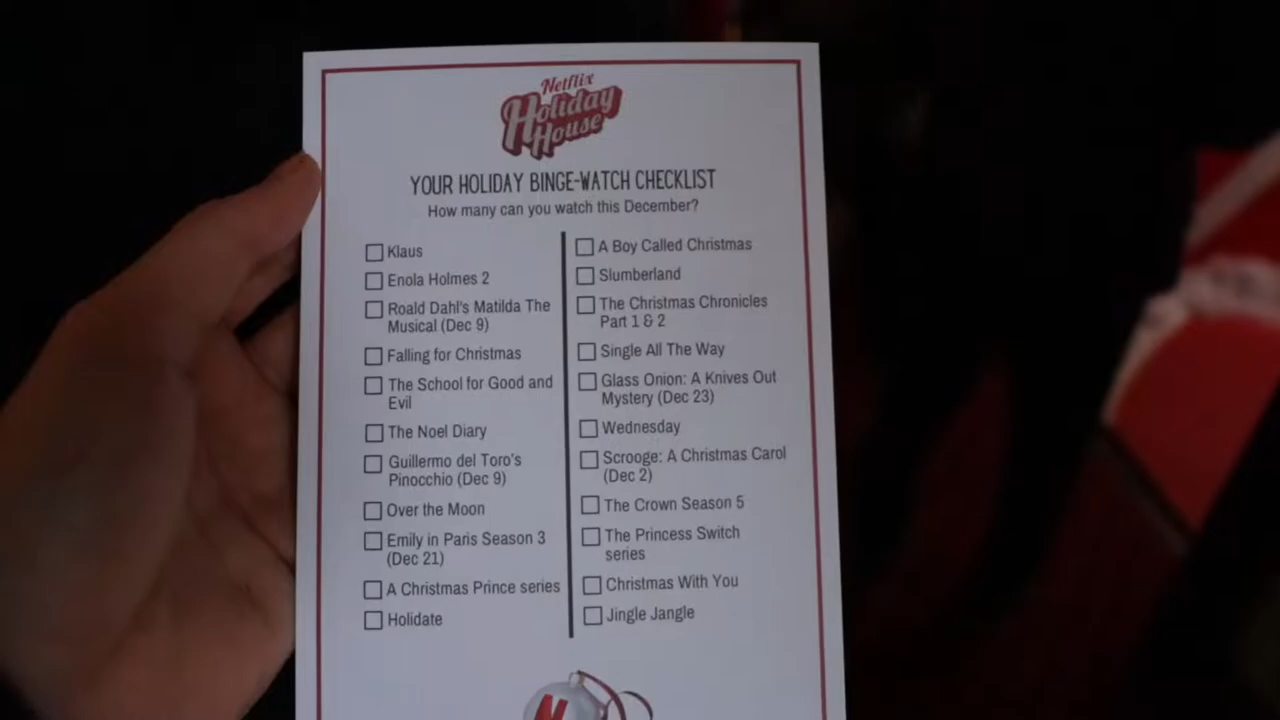 Netflix
Holiday
House
YOUR HOLIDAY BINGE-WATCH CHECKLIST
How many can you watch this December?
Klaus
Enola Holmes 2
Roald Dahl's Matilda The
Musical (Dec 9)
Falling for Christmas
The School for Good and
Evil
The Noel Diary
Guillermo del Toro's
Pinocchio (Dec 9)
Over the Moon
Emily in Paris Season 3
(Dec 21)
A Christmas Prince series
Holidate
A Boy Called Christmas
Slumberland
The Christmas Chronicles
Part 1 & 2
Single All The Way
Glass Onion: A Knives Out
Mystery (Dec 23)
Wednesday
Scrooge: A Christmas Carol
(Dec 2)
The Crown Season 5
The Princess Switch
series
Christmas With You
Jingle Jangle
N